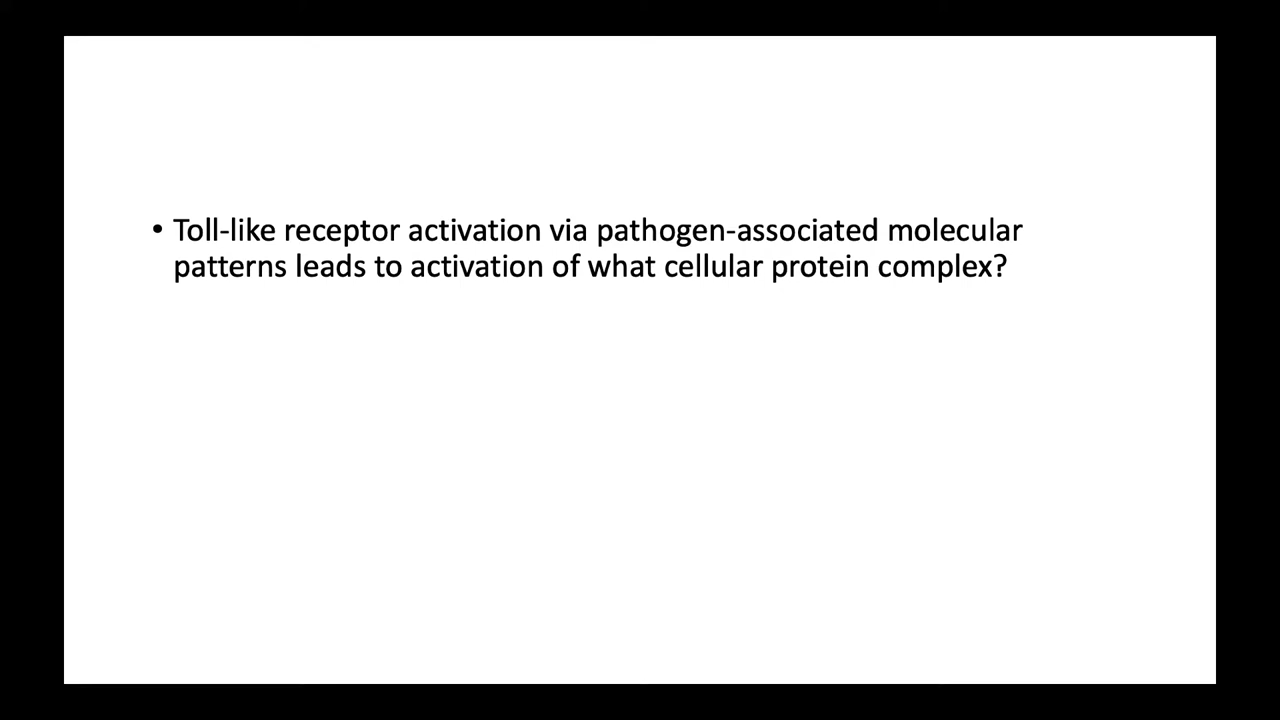 • Toll-like receptor activation via pathogen-associated molecular
patterns leads to activation of what cellular protein complex?